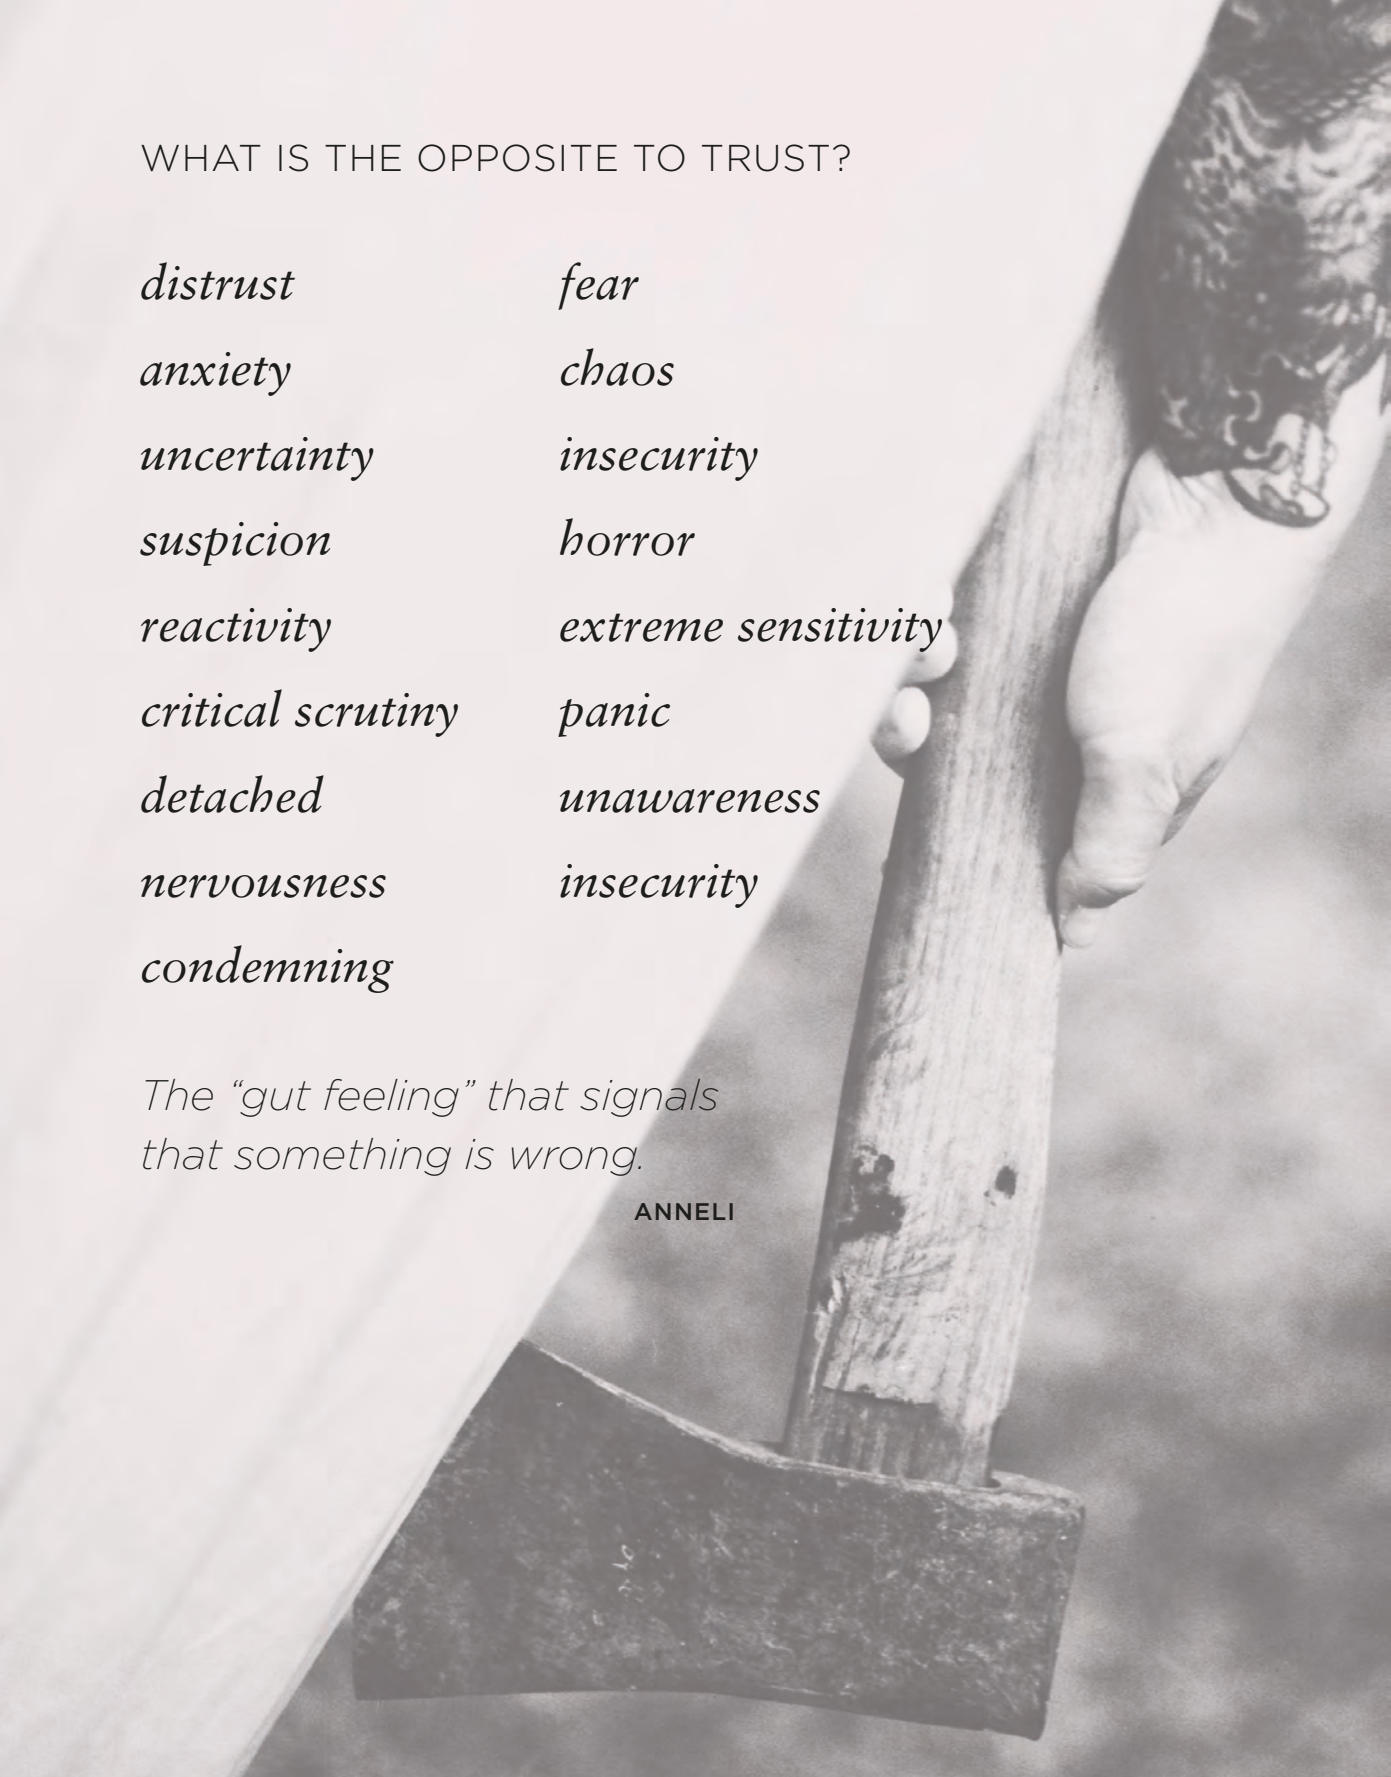 WHAT IS THE OPPOSITE TO TRUST?
distrust
anxiety
uncertainty
suspicion
reactivity
critical scrutiny
detached
nervousness
condemning
fear
chaos
insecurity
horror
extreme sensitivity
panic
unawareness
insecurity
The “gut feeling” that signals
that something is wrong.
ANNELI